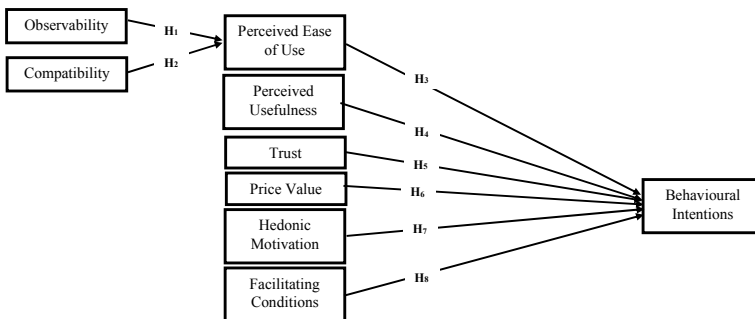 Observability
H1
Compatibility
H2
Perceived Ease
of Use
H3
Perceived
Usefulness
H4
Trust
H5
Price Value
H6
Hedonic
Motivation
H7
Facilitating
Conditions
H8
Behavioural
Intentions